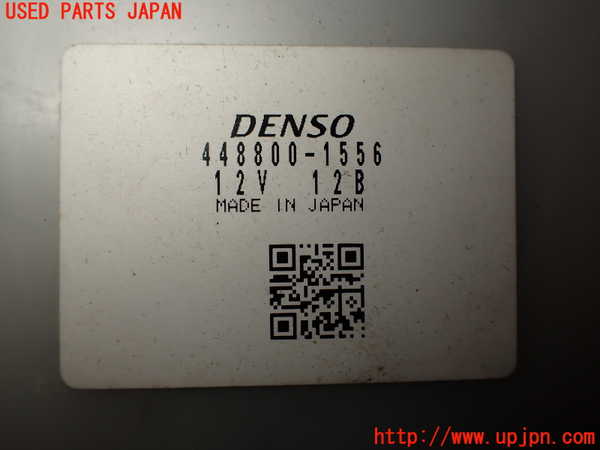 USED PARTS JAPAN
DENSO
448800-1556
12V 12B
MADE IN JAPAN
http://www.upjpn.com/